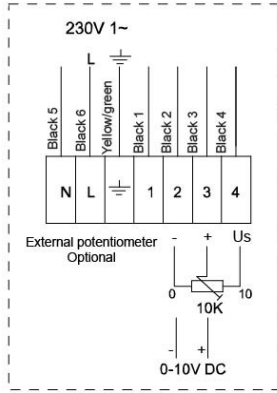 230V 1~
L
Black 5
Black 6
Yellow/green
Black 1
Black 2
Black 3
Black 4
N L 1 2 3 4
External potentiometer
Optional
- + Us
0 10
10K
- +
0-10V DC